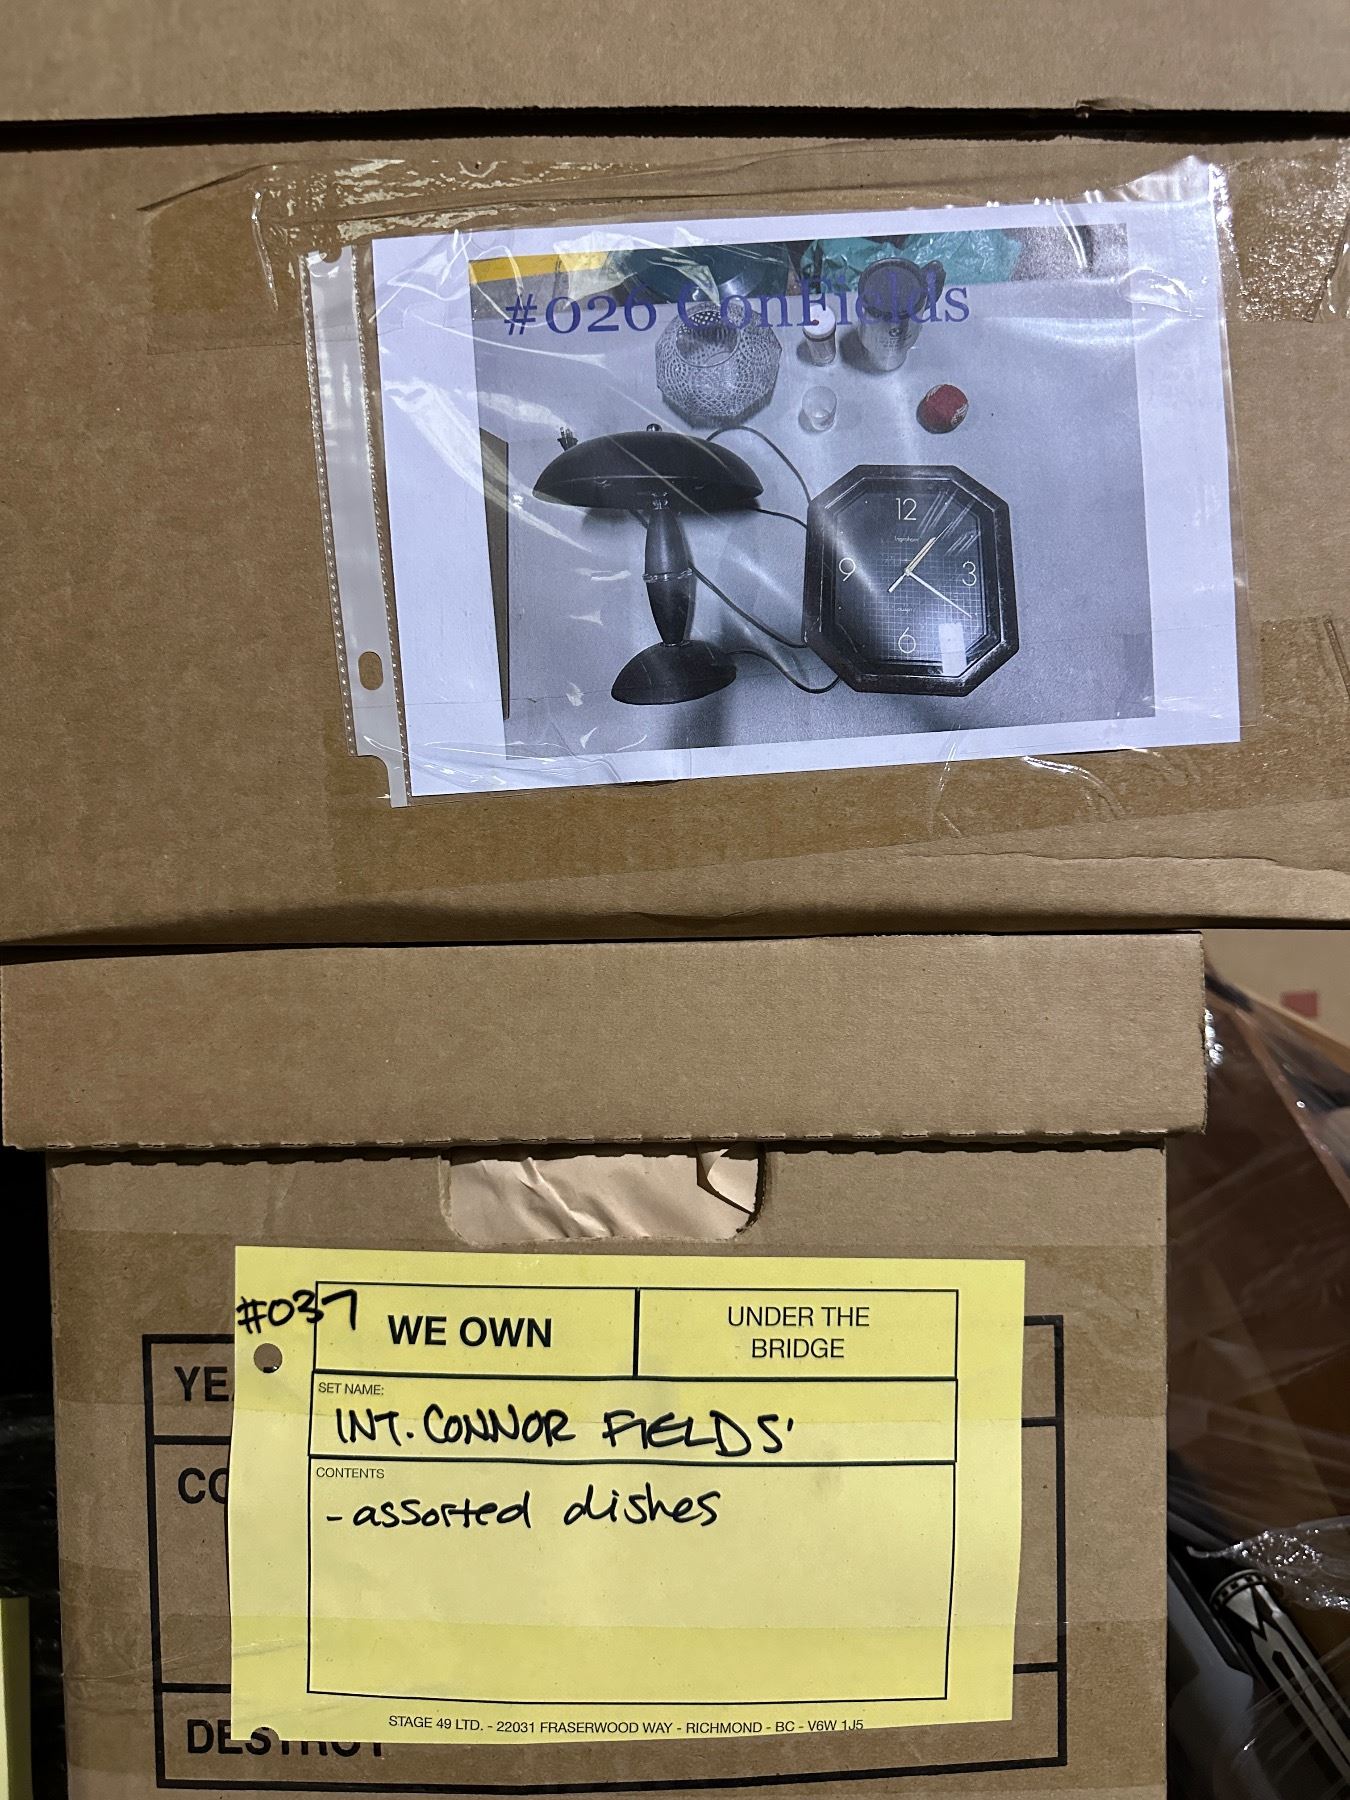 #026 ConFields
12
Ingraham
9
3
6
#037
WE OWN
UNDER THE
BRIDGE
SET NAME:
INT. CONNOR FIELDS'
CONTENTS
- assorted dishes
YE
CO
DESTROY
STAGE 49 LTD. - 22031 FRASERWOOD WAY - RICHMOND - BC - V6W 1J5